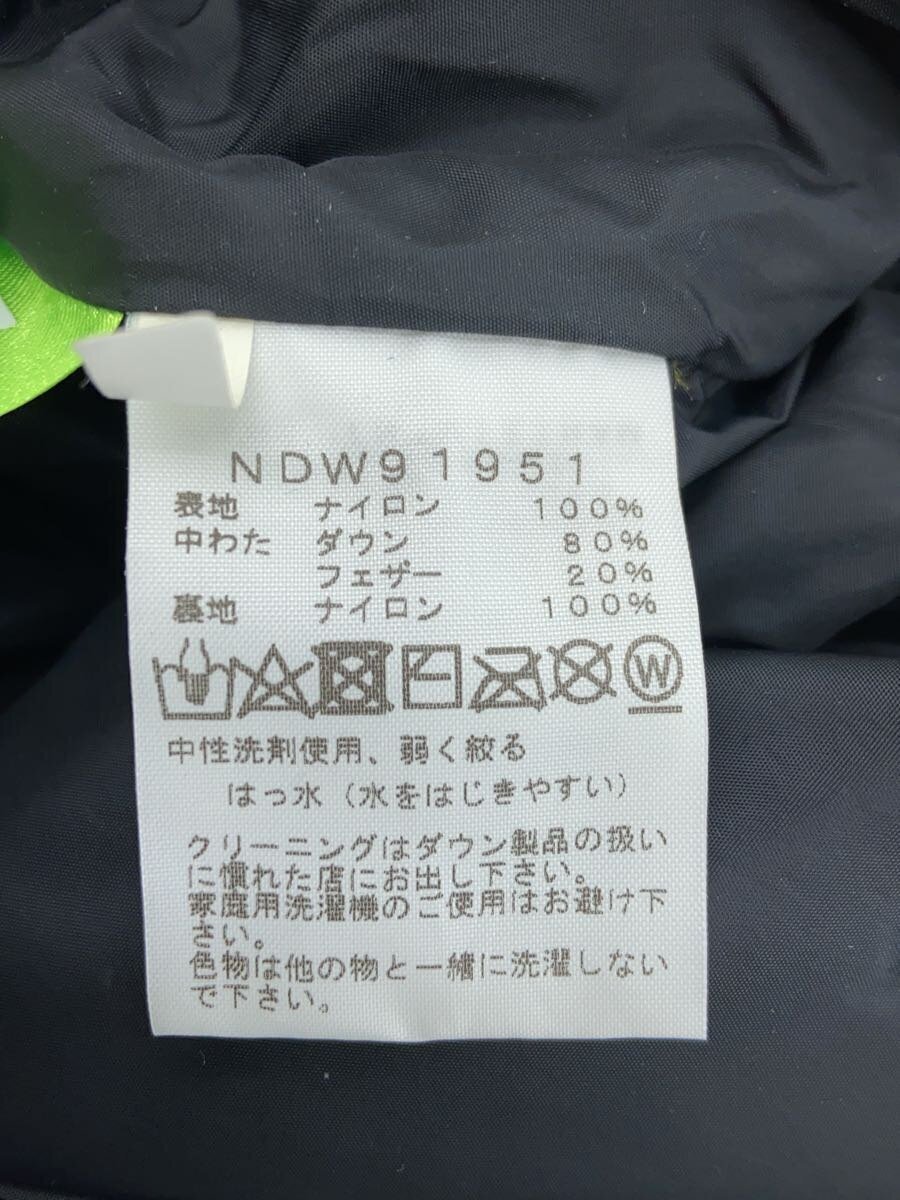 NDW91951
表地 ナイロン 100%
中わた ダウン 80%
フェザー 20%
裏地 ナイロン 100%
W
中性洗剤使用、弱く絞る
はっ水（水をはじきやすい）
クリーニングはダウン製品の扱い
に慣れた店にお出し下さい。
家庭用洗濯機のご使用はお避け下
さい。
色物は他の物と一緒に洗濯しない
で下さい。